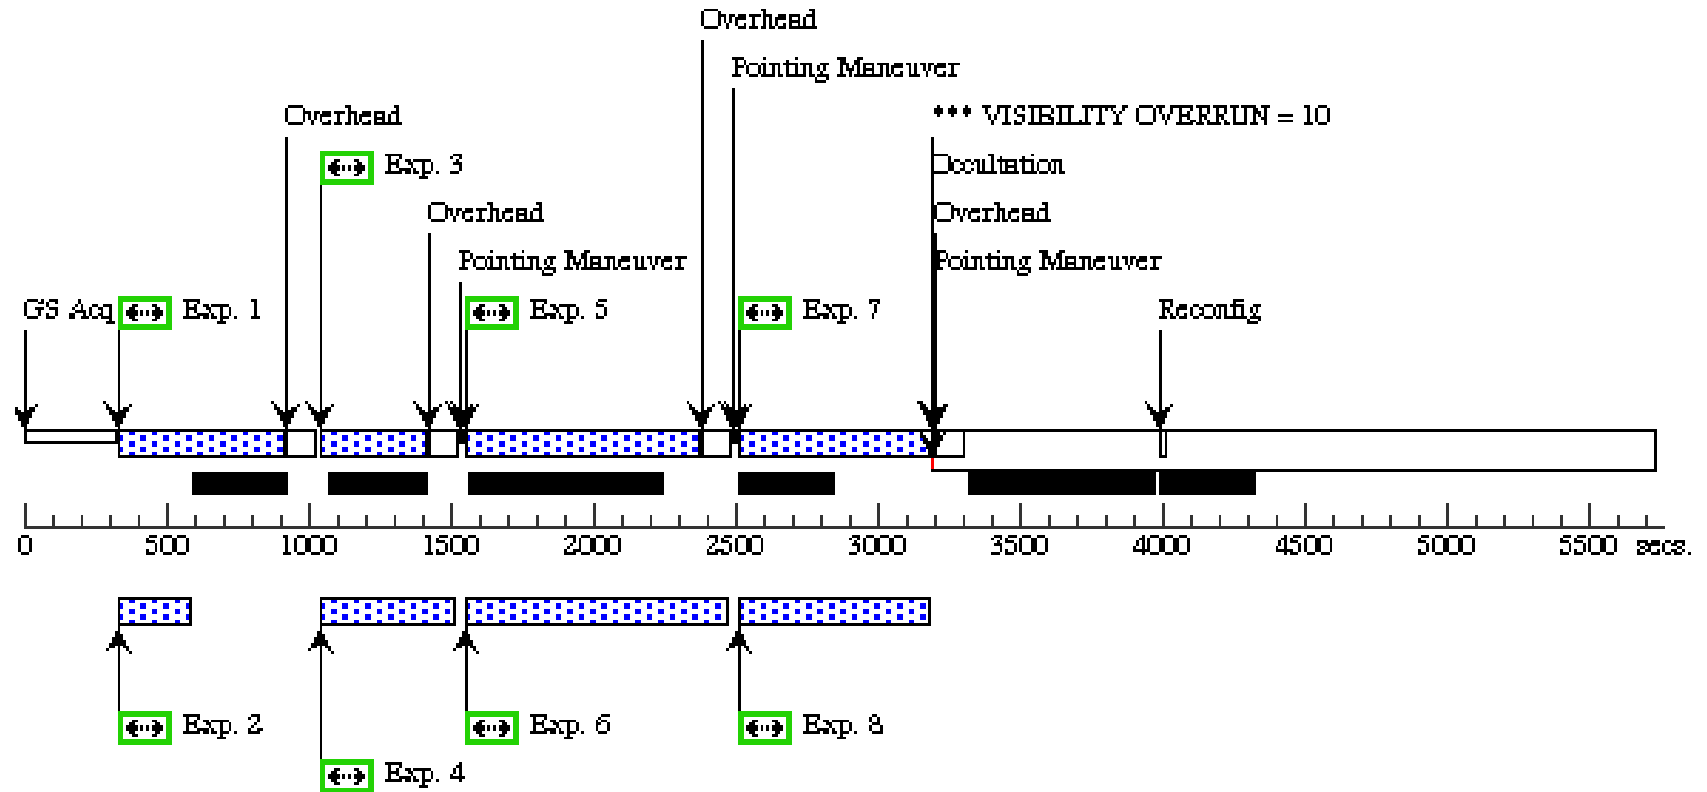 Overhead
Pointing Maneuver
Overhead
*** VISIBILITY OVERRUN = 10
Exp. 3
Occultation
Overhead
Overhead
Pointing Maneuver
Pointing Maneuver
GS Acq
Exp. 1
Exp. 5
Exp. 7
Reconfig
0 500 1000 1500 2000 2500 3000 3500 4000 4500 5000 5500 secs.
Exp. 2
Exp. 6
Exp. 8
Exp. 4